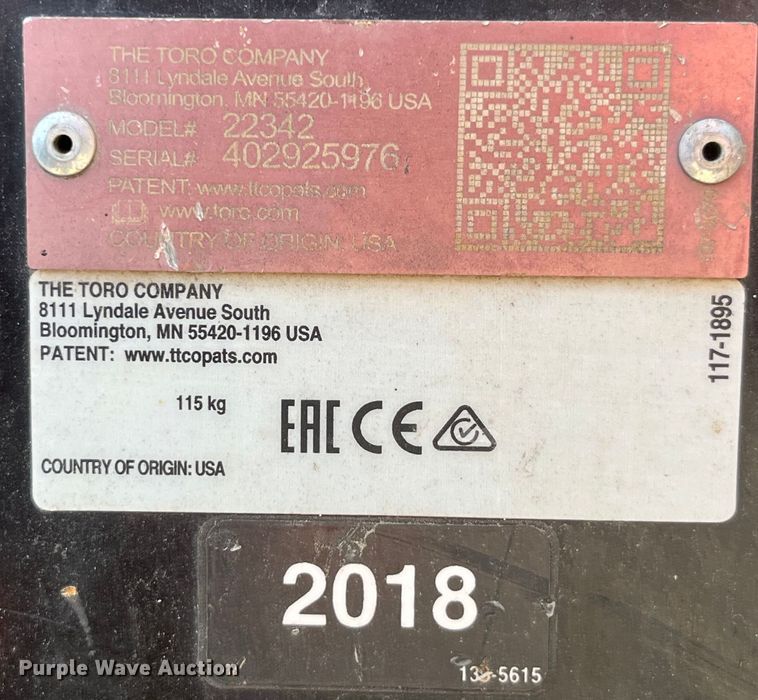 THE TORO COMPANY
8111 Lyndale Avenue South
Bloomington, MN 55420-1196 USA
MODEL# 22342
SERIAL# 402925976
PATENT: www.ttcopats.com
www.toro.com
COUNTRY OF ORIGIN: USA
THE TORO COMPANY
8111 Lyndale Avenue South
Bloomington, MN 55420-1196 USA
PATENT: www.ttcopats.com
117-1895
115 kg
EAC CE
COUNTRY OF ORIGIN: USA
2018
Purple Wave Auction